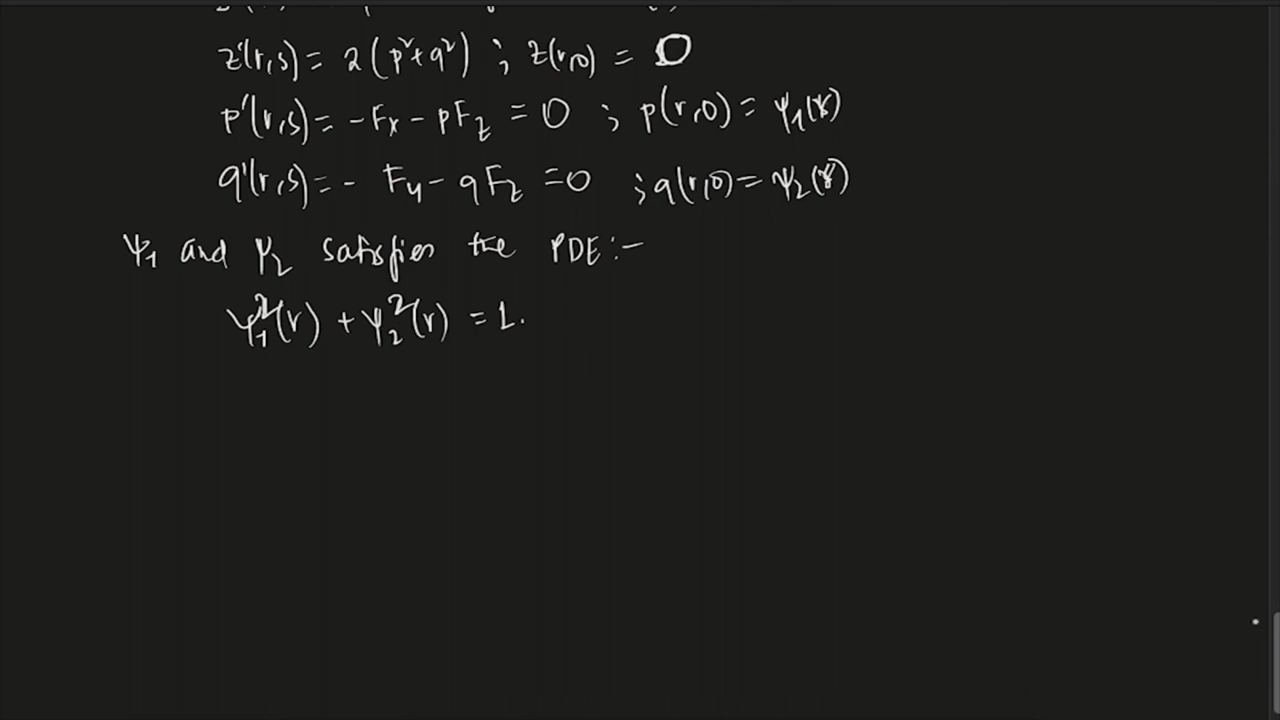 z'(r,s) = 2(p²+q²) ; z(r,0) = 0
p'(r,s) = -Fx - pFz = 0 ; p(r,0) = ψ₁(r)
q'(r,s) = - Fy - qFz = 0 ; q(r,0) = ψ₂(r)
ψ₁ and ψ₂ satisfies the PDE :-
ψ₁²(r) + ψ₂²(r) = 1.